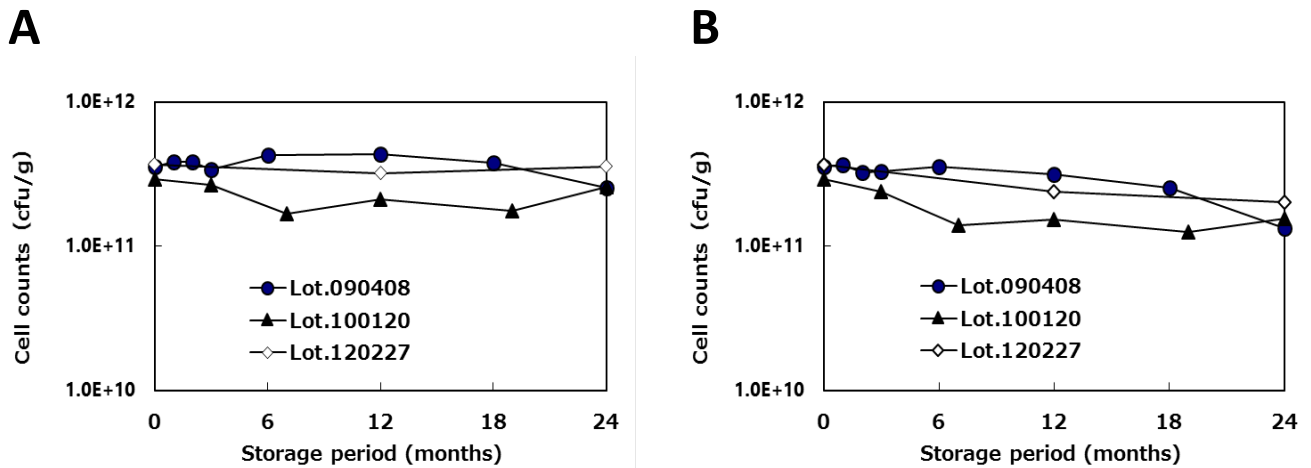 A
Cell counts (cfu/g)
1.0E+12
1.0E+11
1.0E+10
Lot.090408
Lot.100120
Lot.120227
0 6 12 18 24
Storage period (months)
B
Cell counts (cfu/g)
1.0E+12
1.0E+11
1.0E+10
Lot.090408
Lot.100120
Lot.120227
0 6 12 18 24
Storage period (months)